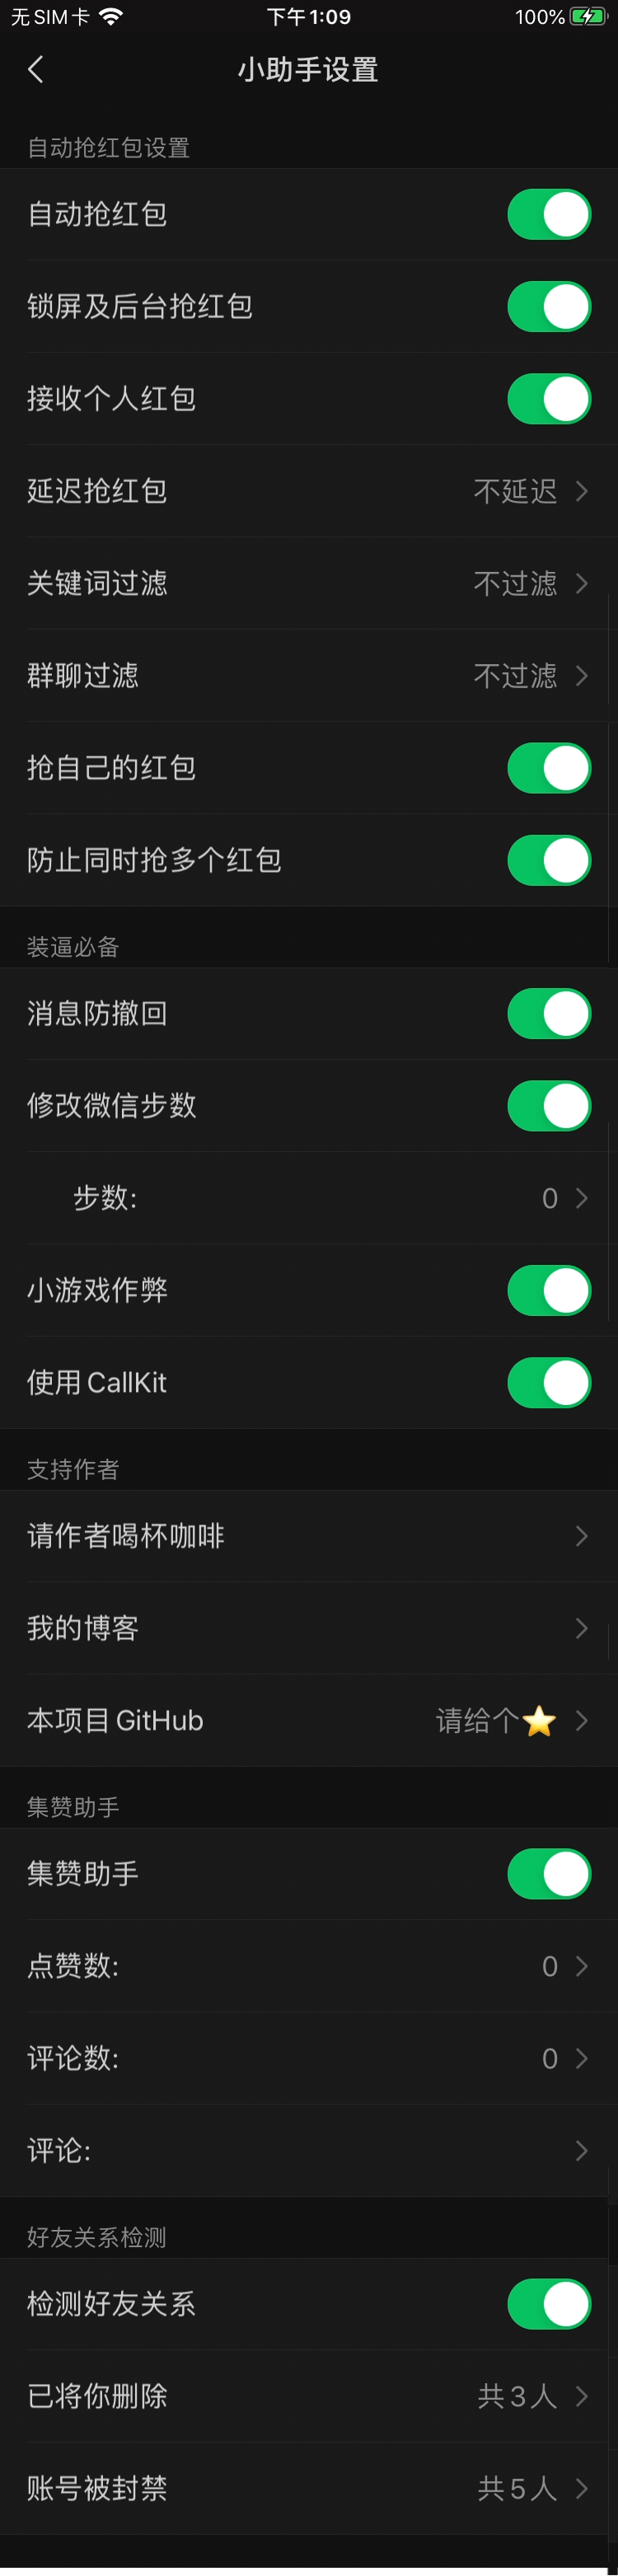 无SIM卡 下午1:09 100%
小助手设置
自动抢红包设置
自动抢红包
锁屏及后台抢红包
接收个人红包
延迟抢红包 不延迟
关键词过滤 不过滤
群聊过滤 不过滤
抢自己的红包
防止同时抢多个红包
装逼必备
消息防撤回
修改微信步数
步数: 0
小游戏作弊
使用 CallKit
支持作者
请作者喝杯咖啡
我的博客
本项目 GitHub 请给个⭐️
集赞助手
集赞助手
点赞数: 0
评论数: 0
评论:
好友关系检测
检测好友关系
已将你删除 共 3 人
账号被封禁 共 5 人